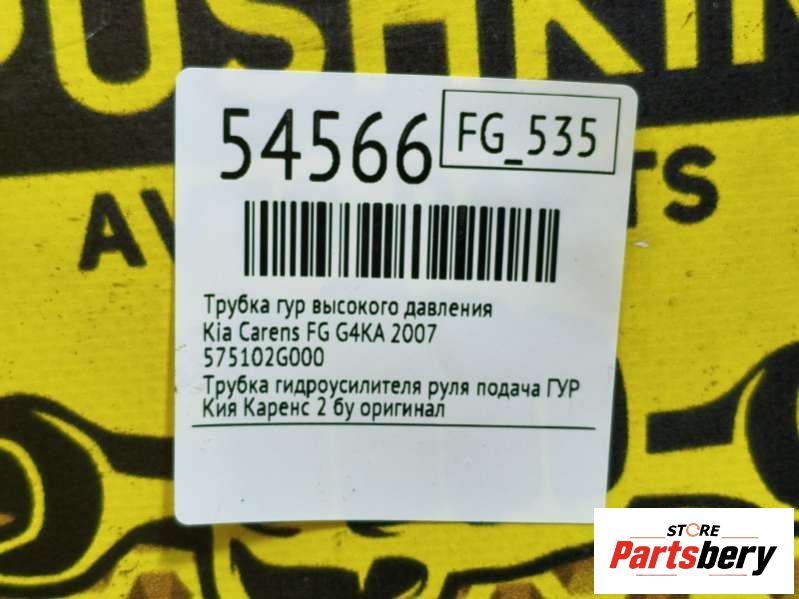 54566
FG_535
Трубка гур высокого давления
Kia Carens FG G4KA 2007
575102G000
Трубка гидроусилителя руля подача ГУР
Кия Каренс 2 бу оригинал
STORE
Partsbery